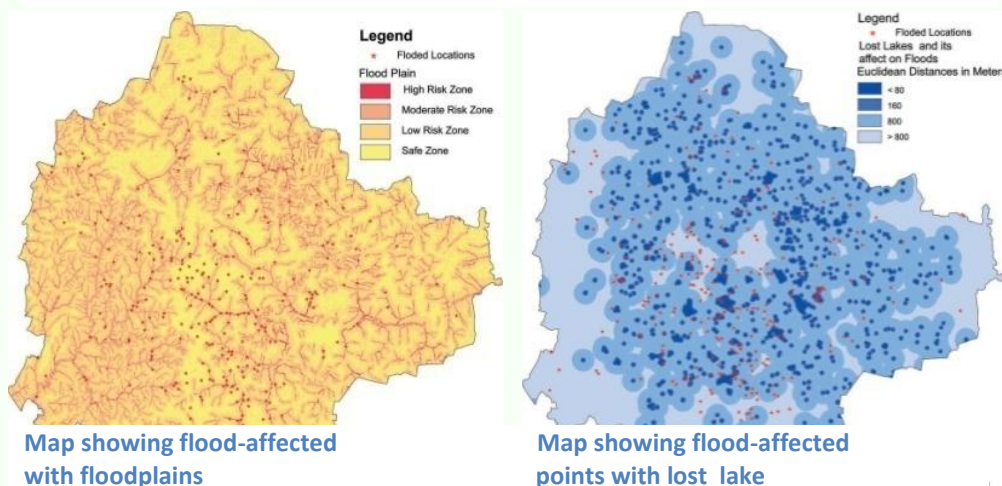 Legend
Floded Locations
Flood Plain
High Risk Zone
Moderate Risk Zone
Low Risk Zone
Safe Zone
Map showing flood-affected
with floodplains
Legend
Floded Locations
Lost Lakes and its
affect on Floods
Euclidean Distances in Meter
< 80
160
800
> 800
Map showing flood-affected
points with lost lake